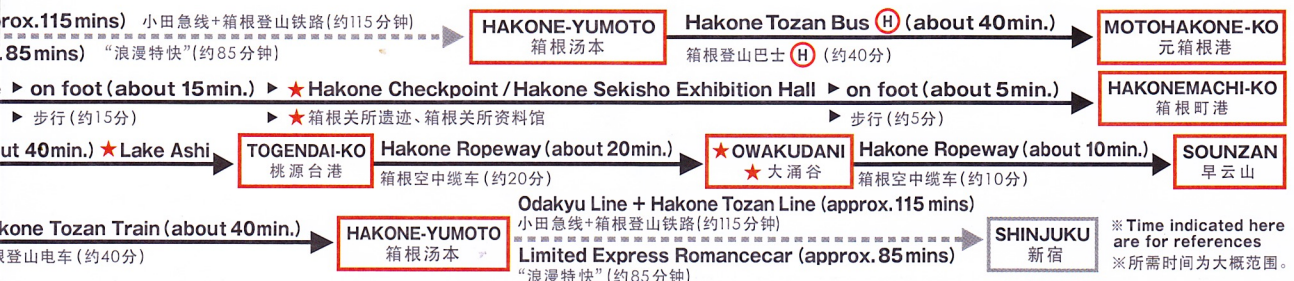 prox.115mins) 小田急线+箱根登山铁路(约115分钟)
.85mins) “浪漫特快”(约85分钟)
HAKONE-YUMOTO
箱根汤本
Hakone Tozan Bus Ⓗ (about 40min.)
箱根登山巴士 Ⓗ (约40分)
MOTOHAKONE-KO
元箱根港
▶ on foot (about 15min.) ▶ ★Hakone Checkpoint/Hakone Sekisho Exhibition Hall ▶ on foot (about 5min.)
▶ 步行(约15分) ▶ ★箱根关所遗迹、箱根关所资料馆 ▶ 步行(约5分)
HAKONEMACHI-KO
箱根町港
ut 40min.) ★Lake Ashi
TOGENDAI-KO
桃源台港
Hakone Ropeway (about 20min.)
箱根空中缆车(约20分)
★OWAKUDANI
★大涌谷
Hakone Ropeway (about 10min.)
箱根空中缆车(约10分)
SOUNZAN
早云山
kone Tozan Train (about 40min.)
登山电车(约40分)
HAKONE-YUMOTO
箱根汤本
Odakyu Line + Hakone Tozan Line (approx.115 mins)
小田急线+箱根登山铁路(约115分钟)
Limited Express Romancecar (approx.85mins)
“浪漫特快”(约85分钟)
SHINJUKU
新宿
※Time indicated here
are for references
※所需时间为大概范围。